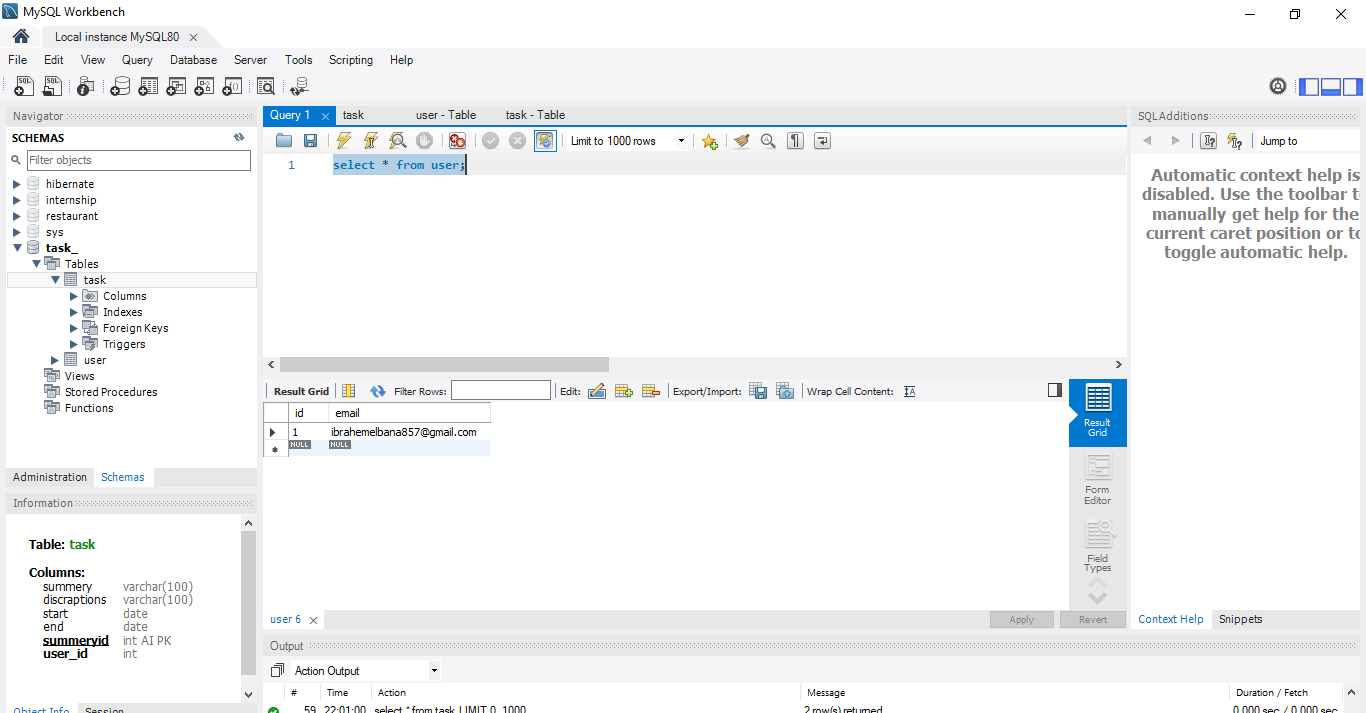 MySQL Workbench
Local instance MySQL80
File Edit View Query Database Server Tools Scripting Help
Navigator
SCHEMAS
Filter objects
hibernate
internship
restaurant
sys
task_
Tables
task
Columns
Indexes
Foreign Keys
Triggers
user
Views
Stored Procedures
Functions
Administration Schemas
Information
Table: task
Columns:
summery varchar(100)
discraptions varchar(100)
start date
end date
summeryid int AI PK
user_id int
Object Info Session
Query 1 task user - Table task - Table
Limit to 1000 rows
1 select * from user;
Result Grid Filter Rows: Edit: Export/Import: Wrap Cell Content:
id email
1 ibrahemelbana857@gmail.com
NULL NULL
Result
Grid
Form
Editor
Field
Types
user 6 Apply Revert
Output
Action Output
# Time Action Message Duration / Fetch
59 22:01:00 select * from task LIMIT 0, 1000 2 row(s) returned 0.000 sec / 0.000 sec
SQLAdditions
Jump to
Automatic context help is
disabled. Use the toolbar t
manually get help for the
current caret position or to
toggle automatic help.
Context Help Snippets